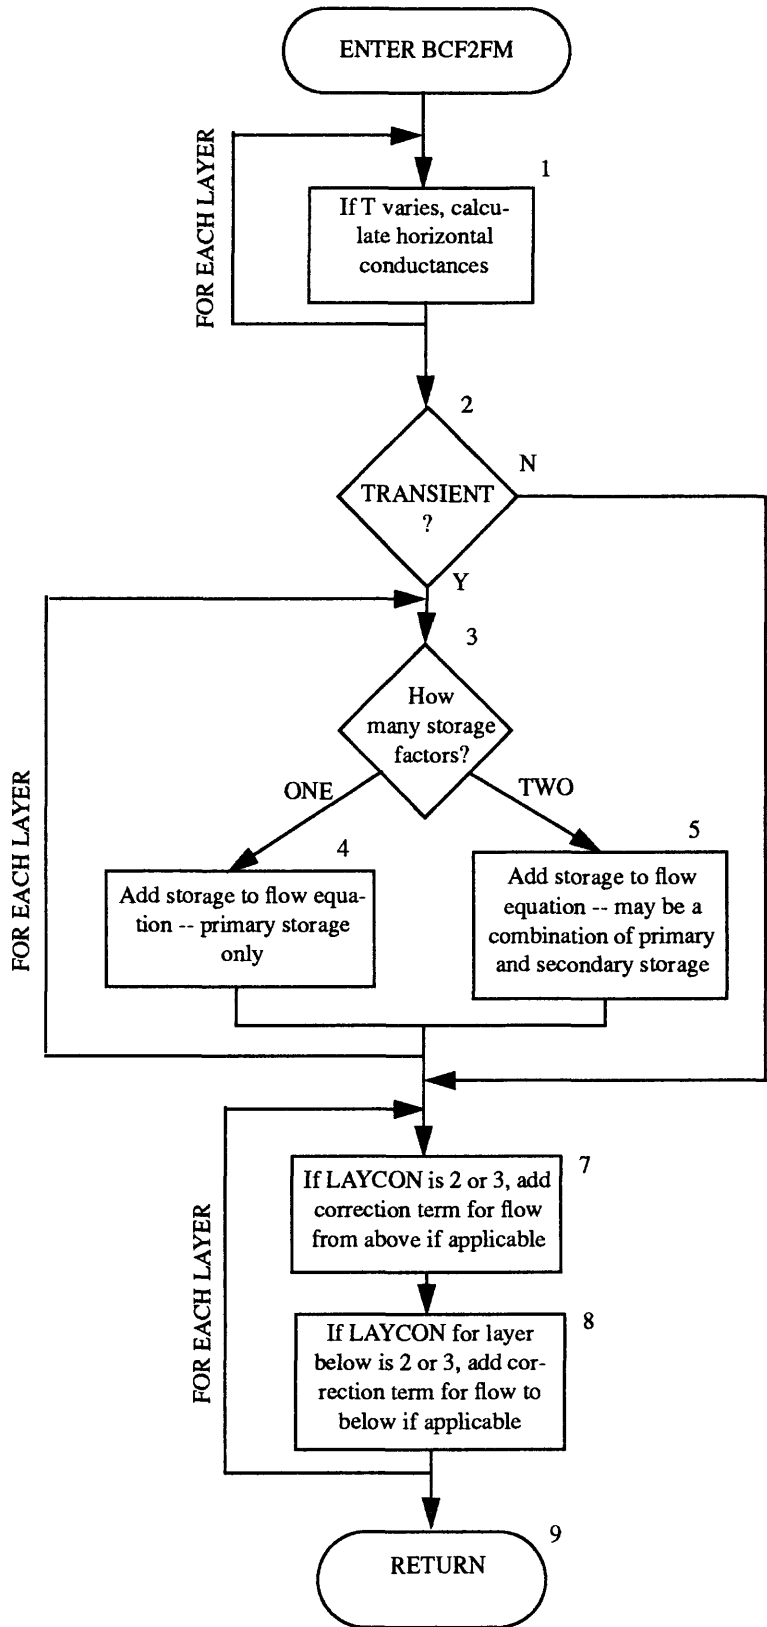 ENTER BCF2FM
FOR EACH LAYER
1
If T varies, calcu-
late horizontal
conductances
2
N
TRANSIENT
?
Y
3
How
many storage
factors?
ONE
TWO
FOR EACH LAYER
4
Add storage to flow equa-
tion -- primary storage
only
5
Add storage to flow
equation -- may be a
combination of primary
and secondary storage
FOR EACH LAYER
7
If LAYCON is 2 or 3, add
correction term for flow
from above if applicable
8
If LAYCON for layer
below is 2 or 3, add cor-
rection term for flow to
below if applicable
9
RETURN